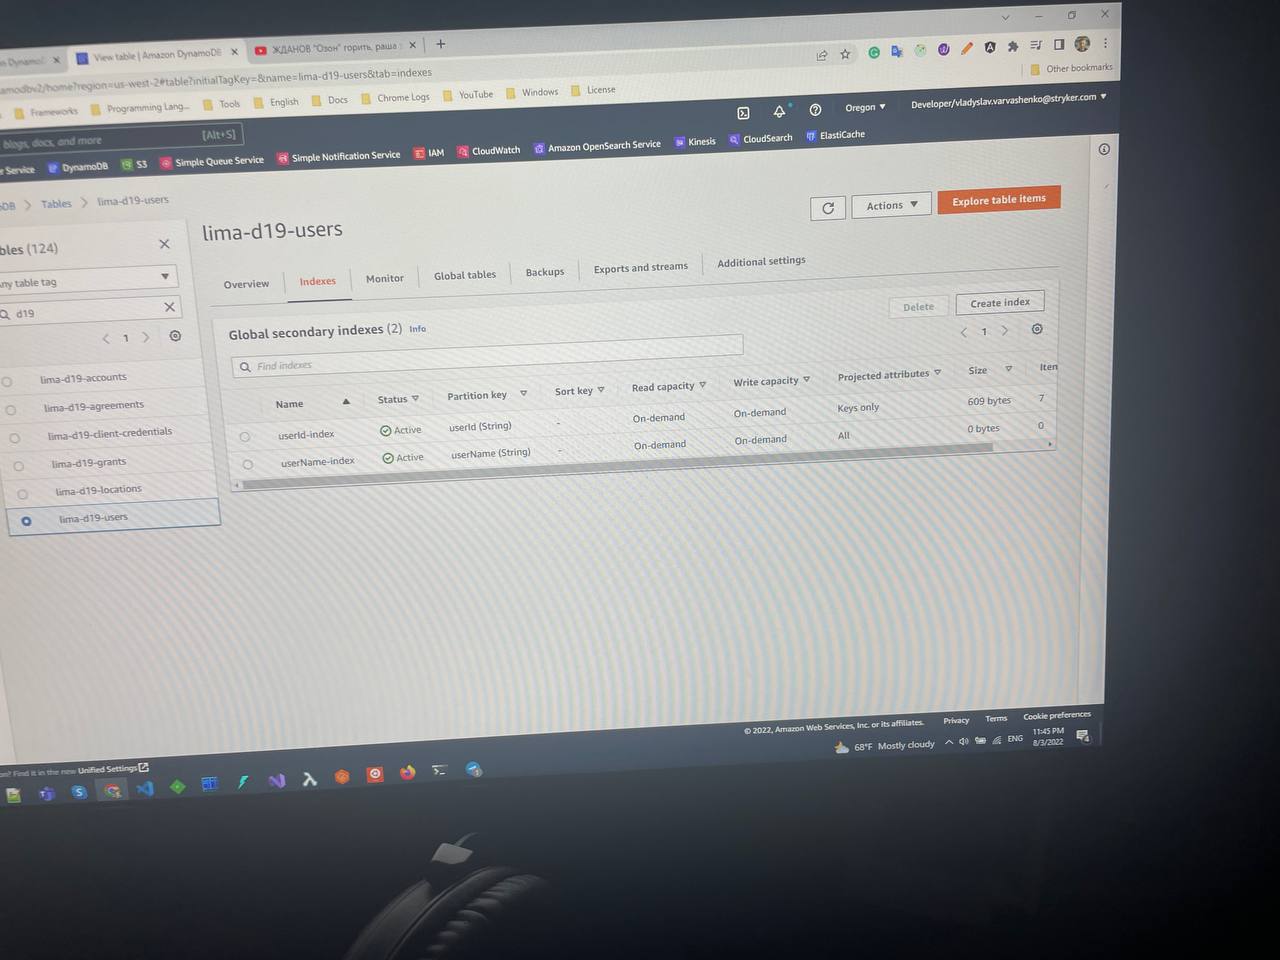 View table | Amazon DynamoDB
ЖДАНОВ "Озон" горить, раша
amodbv2/home?region=us-west-2#table?initialTagKey=&name=lima-d19-users&tab=indexes
Other bookmarks
Frameworks
Programming Lang...
Tools
English
Docs
Chrome Logs
YouTube
Windows
License
blogs, docs, and more
[Alt+S]
Oregon
Developer/vladyslav.varvashenko@stryker.com
Service
DynamoDB
S3
Simple Queue Service
Simple Notification Service
IAM
CloudWatch
Amazon OpenSearch Service
Kinesis
CloudSearch
ElastiCache
DB
Tables
lima-d19-users
bles (124)
ny table tag
d19
1
lima-d19-accounts
lima-d19-agreements
lima-d19-client-credentials
lima-d19-grants
lima-d19-locations
lima-d19-users
lima-d19-users
Actions
Explore table items
Overview
Indexes
Monitor
Global tables
Backups
Exports and streams
Additional settings
Global secondary indexes (2) Info
Delete
Create index
Find indexes
1
Name Status Partition key Sort key Read capacity Write capacity Projected attributes Size Iten
userId-index Active userId (String) - On-demand On-demand Keys only 609 bytes 7
userName-index Active userName (String) - On-demand On-demand All 0 bytes 0
© 2022, Amazon Web Services, Inc. or its affiliates.
Privacy
Terms
Cookie preferences
on? Find it in the new Unified Settings
68°F Mostly cloudy
ENG
11:45 PM
8/3/2022